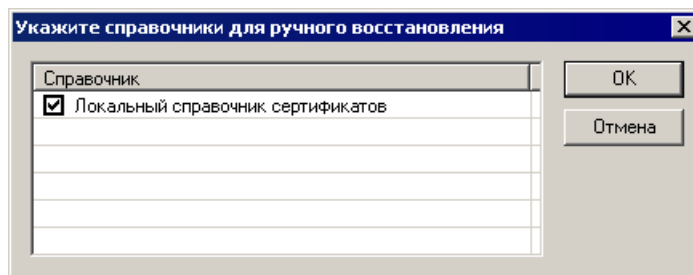 Укажите справочники для ручного восстановления
Справочник
Локальный справочник сертификатов
OK
Отмена